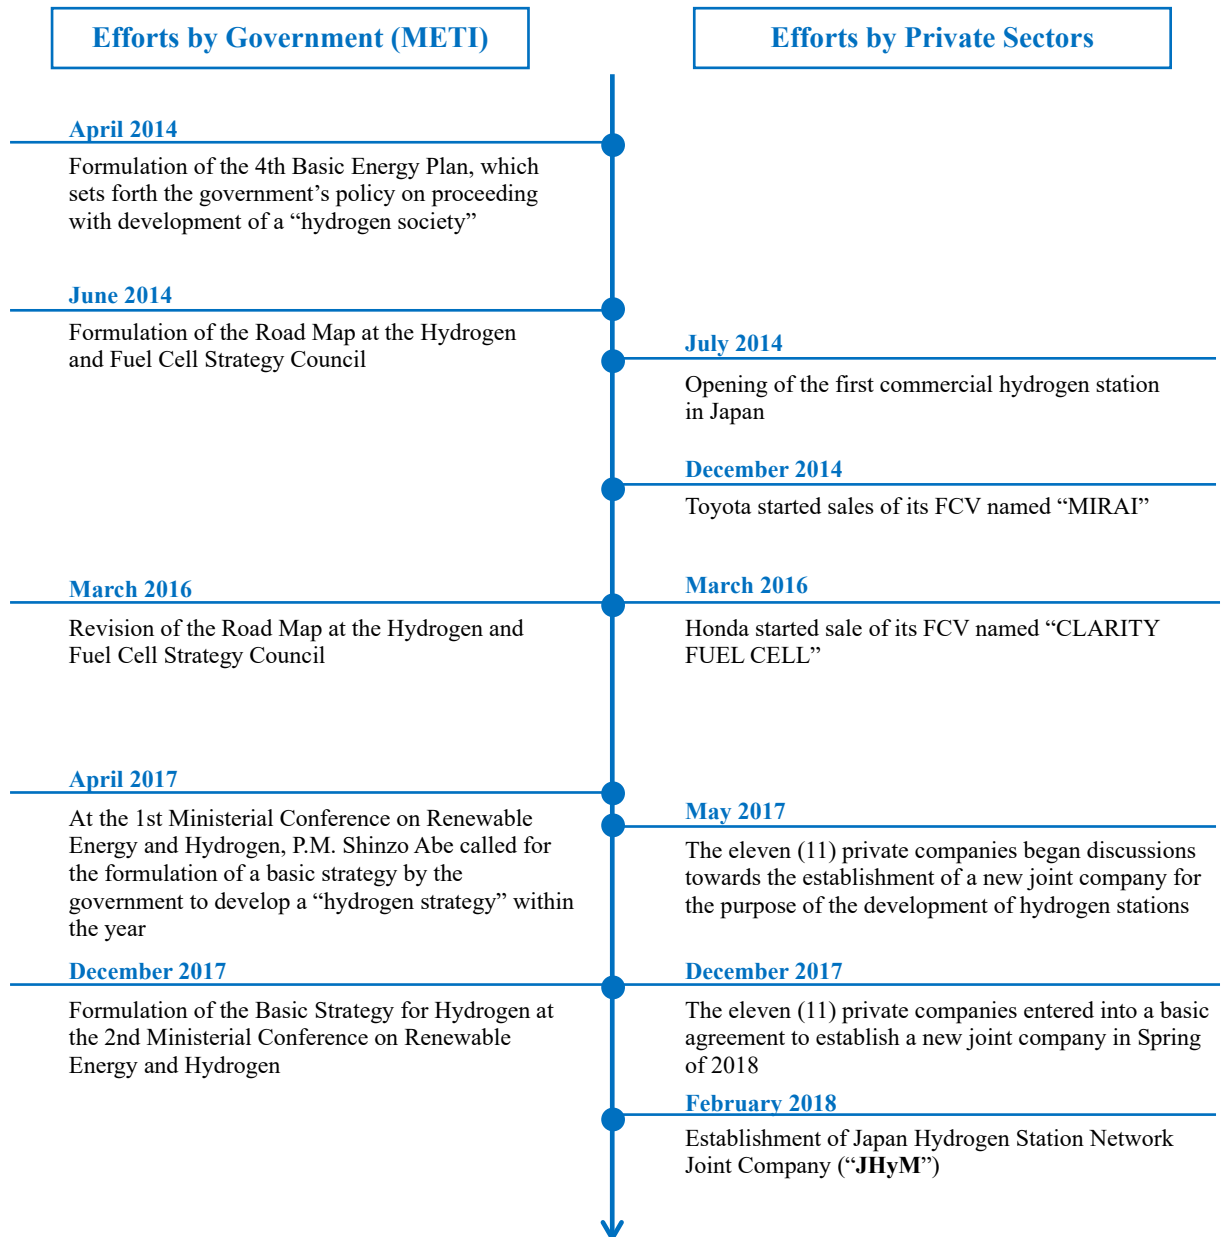 Efforts by Government (METI)
Efforts by Private Sectors
April 2014
Formulation of the 4th Basic Energy Plan, which
sets forth the government’s policy on proceeding
with development of a “hydrogen society”
June 2014
Formulation of the Road Map at the Hydrogen
and Fuel Cell Strategy Council
July 2014
Opening of the first commercial hydrogen station
in Japan
December 2014
Toyota started sales of its FCV named “MIRAI”
March 2016
Revision of the Road Map at the Hydrogen and
Fuel Cell Strategy Council
March 2016
Honda started sale of its FCV named “CLARITY
FUEL CELL”
April 2017
At the 1st Ministerial Conference on Renewable
Energy and Hydrogen, P.M. Shinzo Abe called for
the formulation of a basic strategy by the
government to develop a “hydrogen strategy” within
the year
May 2017
The eleven (11) private companies began discussions
towards the establishment of a new joint company for
the purpose of the development of hydrogen stations
December 2017
Formulation of the Basic Strategy for Hydrogen at
the 2nd Ministerial Conference on Renewable
Energy and Hydrogen
December 2017
The eleven (11) private companies entered into a basic
agreement to establish a new joint company in Spring
of 2018
February 2018
Establishment of Japan Hydrogen Station Network
Joint Company (“JHyM”)